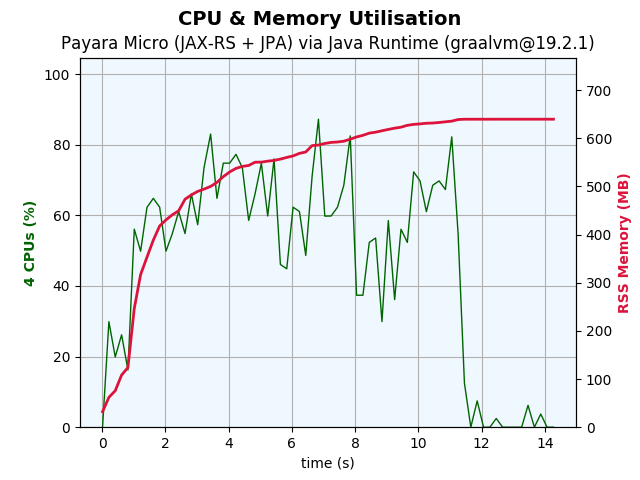 CPU & Memory Utilisation
Payara Micro (JAX-RS + JPA) via Java Runtime (graalvm@19.2.1)
100
80
60
40
20
0
4 CPUs (%)
700
600
500
400
300
200
100
0
RSS Memory (MB)
0 2 4 6 8 10 12 14
time (s)